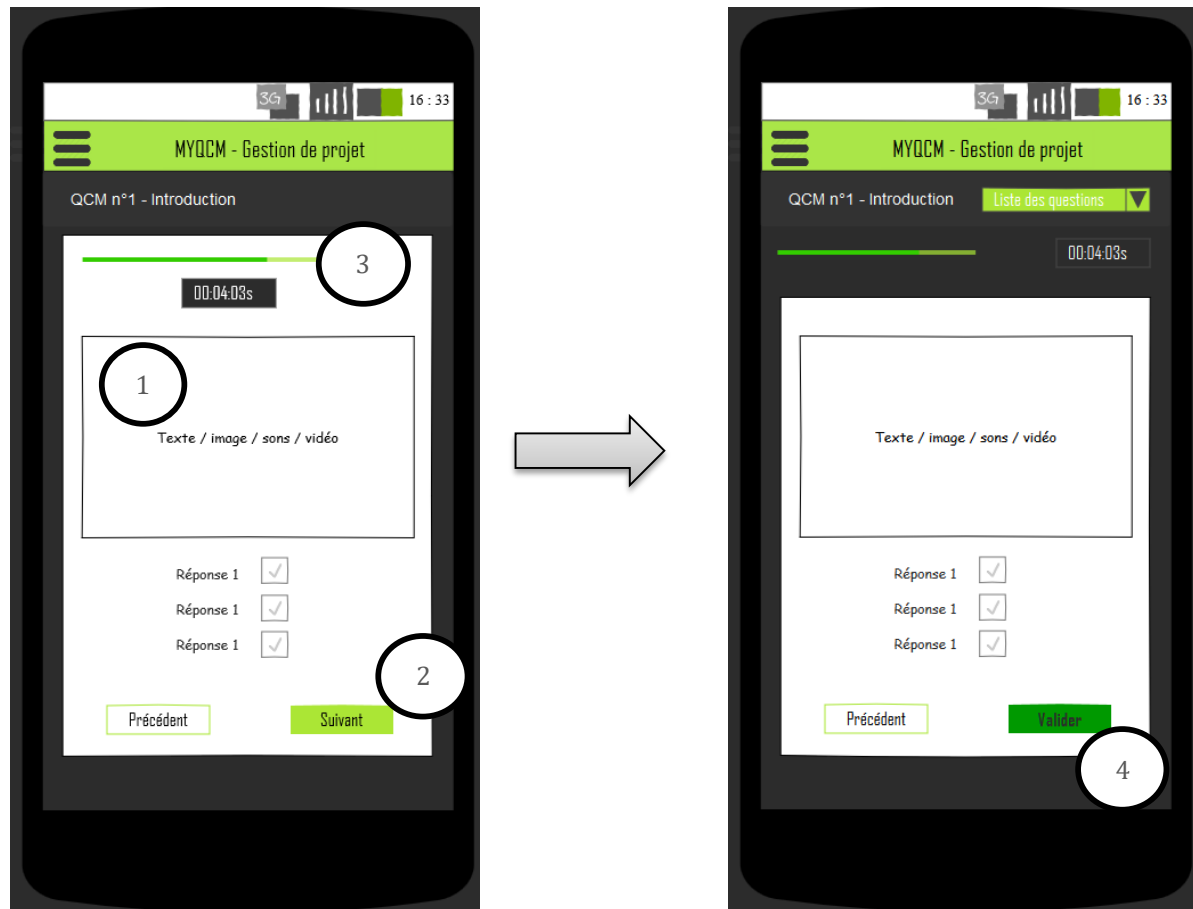 3G 16 : 33
MYQCM - Gestion de projet
QCM n°1 - Introduction
3
00:04:03s
1
Texte / image / sons / vidéo
Réponse 1
Réponse 1
Réponse 1
2
Précédent Suivant
3G 16 : 33
MYQCM - Gestion de projet
QCM n°1 - Introduction Liste des questions
00:04:03s
Texte / image / sons / vidéo
Réponse 1
Réponse 1
Réponse 1
Précédent Valider
4